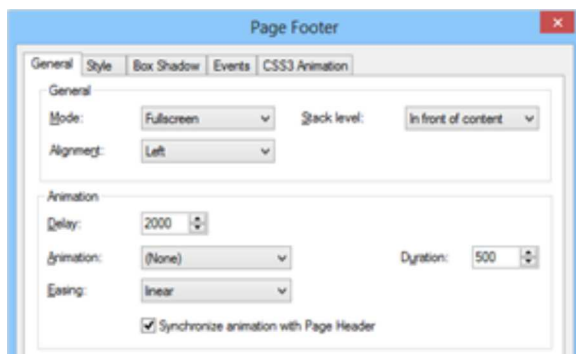 Page Footer
General Style Box Shadow Events CSS3 Animation
General
Mode: Fullscreen Stack level: In front of content
Alignment: Left
Animation
Delay: 2000
Animation: (None) Duration: 500
Easing: linear
Synchronize animation with Page Header